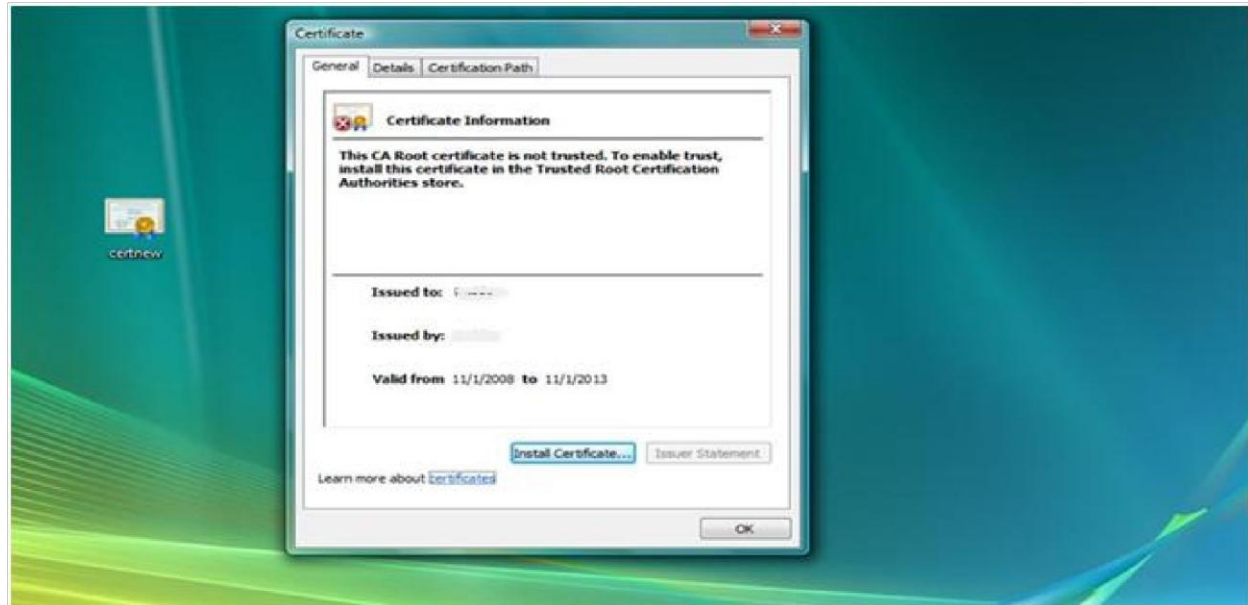 Certificate
General Details Certification Path
Certificate Information
This CA Root certificate is not trusted. To enable trust,
install this certificate in the Trusted Root Certification
Authorities store.
certnew
Issued to:
Issued by:
Valid from 11/1/2008 to 11/1/2013
Install Certificate... Issuer Statement
Learn more about certificates
OK